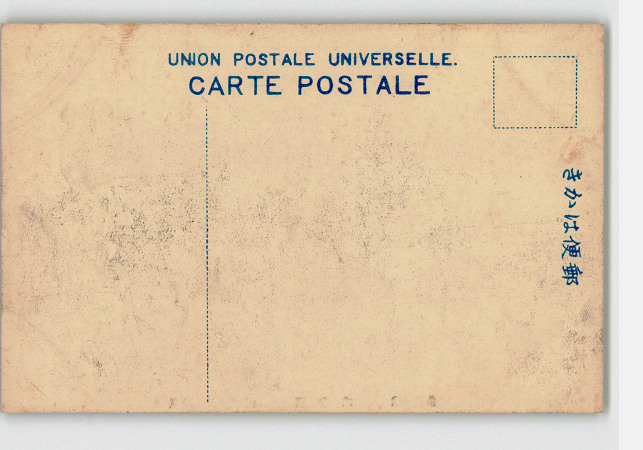 UNION POSTALE UNIVERSELLE.
CARTE POSTALE
郵便はかき